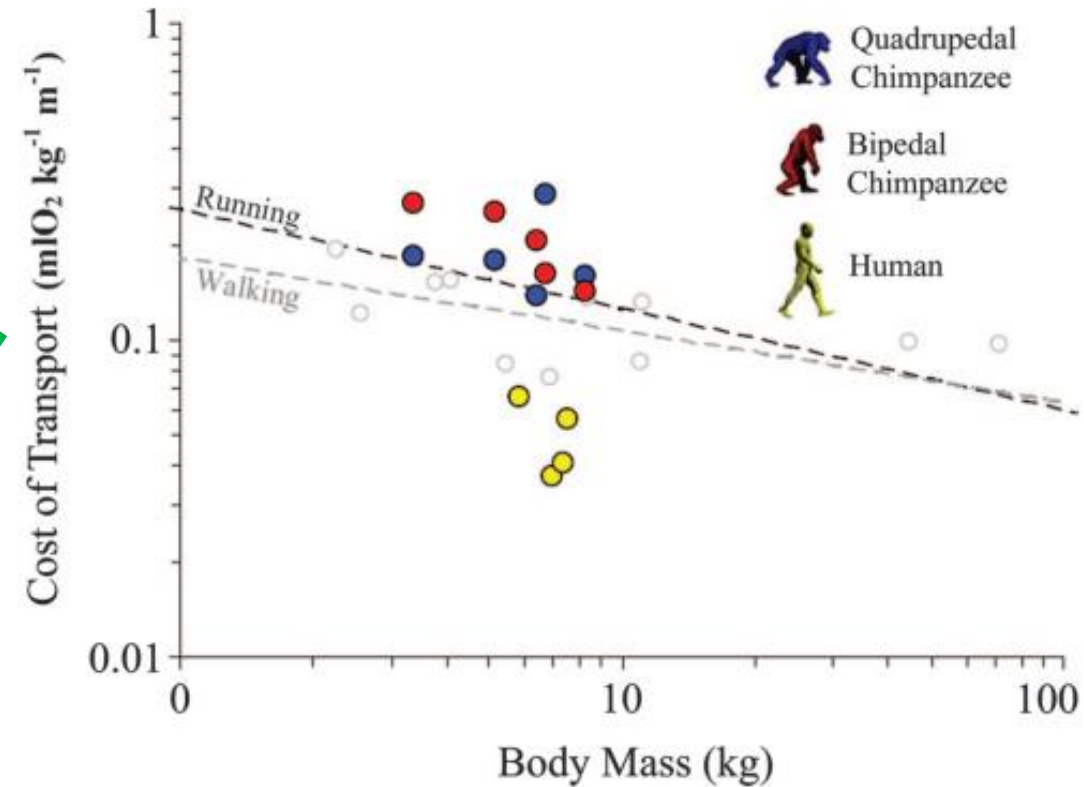 Cost of Transport (mlO₂ kg⁻¹ m⁻¹)
1
0.1
0.01
Running
Walking
Quadrupedal
Chimpanzee
Bipedal
Chimpanzee
Human
0 10 100
Body Mass (kg)